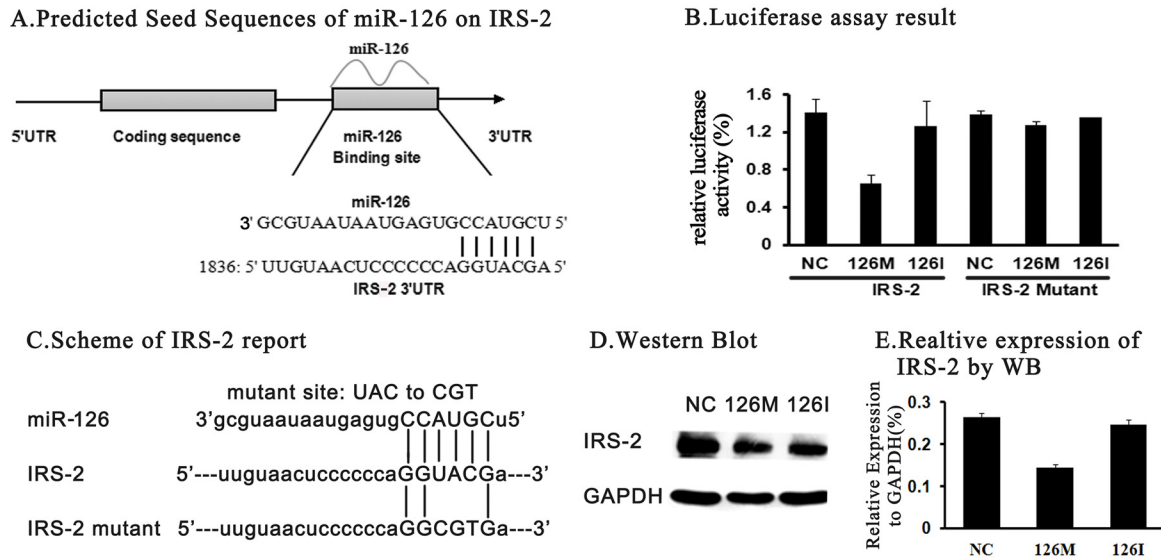 A.Predicted Seed Sequences of miR-126 on IRS-2
miR-126
5'UTR
Coding sequence
miR-126
Binding site
3'UTR
miR-126
3' GCGUAAUAAUGAGUGCCAUGCU 5'
1836: 5' UUGUAACUCCCCCCAGGUACGA 5'
IRS-2 3'UTR
B.Luciferase assay result
relative luciferase
activity (%)
1.6
1.2
0.8
0.4
0
NC 126M 126I NC 126M 126I
IRS-2 IRS-2 Mutant
C.Scheme of IRS-2 report
mutant site: UAC to CGT
miR-126 3'gcguaauaaugagugCCAUGCu5'
IRS-2 5'---uuguaacuccccccaGGUACGa---3'
IRS-2 mutant 5'---uuguaacuccccccaGGCGTGa---3'
D.Western Blot
NC 126M 126I
IRS-2
GAPDH
E.Realtive expression of
IRS-2 by WB
Relative Expression
to GAPDH(%)
0.3
0.2
0.1
0
NC 126M 126I